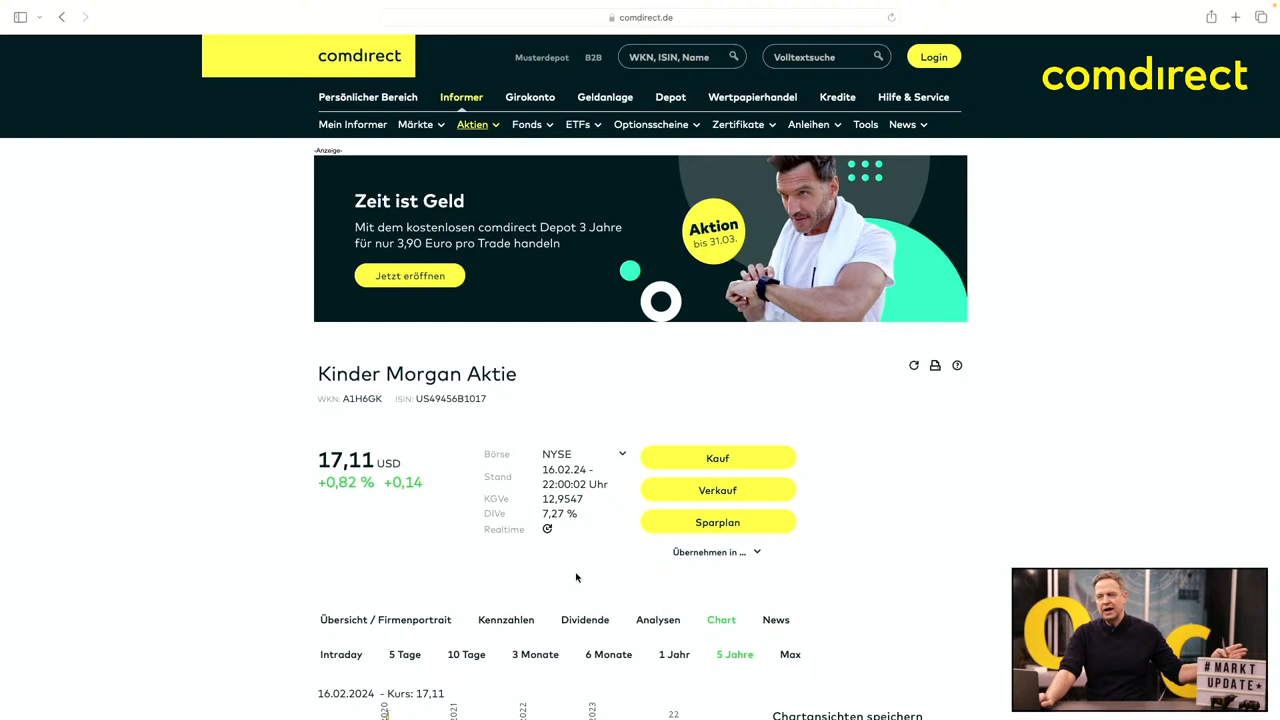 comdirect.de
comdirect
Musterdepot B2B WKN, ISIN, Name Volltextsuche Login
comdirect
Persönlicher Bereich Informer Girokonto Geldanlage Depot Wertpapierhandel Kredite Hilfe & Service
Mein Informer Märkte Aktien Fonds ETFs Optionsscheine Zertifikate Anleihen Tools News
-Anzeige-
Zeit ist Geld
Mit dem kostenlosen comdirect Depot 3 Jahre
für nur 3,90 Euro pro Trade handeln
Jetzt eröffnen
Aktion
bis 31.03.
Kinder Morgan Aktie
WKN: A1H6GK ISIN: US49456B1017
17,11 USD
+0,82 % +0,14
Börse NYSE
Stand 16.02.24 -
22:00:02 Uhr
KGVe 12,9547
DIVe 7,27 %
Realtime
Kauf
Verkauf
Sparplan
Übernehmen in ...
Übersicht / Firmenportrait Kennzahlen Dividende Analysen Chart News
Intraday 5 Tage 10 Tage 3 Monate 6 Monate 1 Jahr 5 Jahre Max
16.02.2024 - Kurs: 17,11
2020 2021 2022 2023 22
Chartansichten speichern
# MARKT
UPDATE